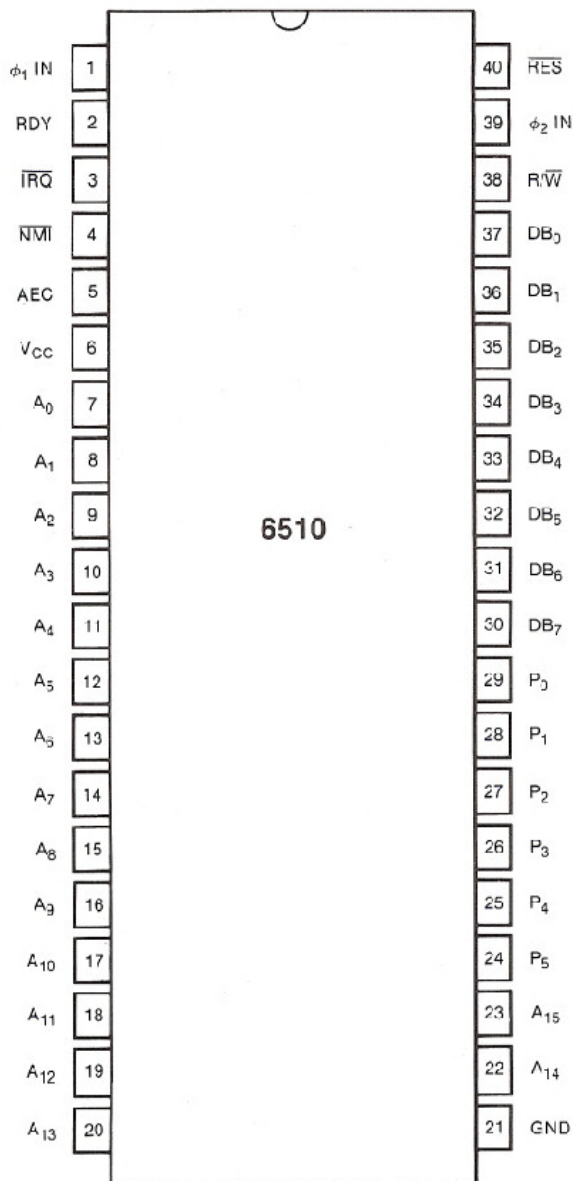 ϕ₁ IN 1 40 R̅E̅S̅
RDY 2 39 ϕ₂ IN
I̅R̅Q̅ 3 38 R/W̅
N̅M̅I̅ 4 37 DB₀
AEC 5 36 DB₁
VCC 6 35 DB₂
A₀ 7 34 DB₃
A₁ 8 33 DB₄
A₂ 9 32 DB₅
6510
A₃ 10 31 DB₆
A₄ 11 30 DB₇
A₅ 12 29 P₀
A₆ 13 28 P₁
A₇ 14 27 P₂
A₈ 15 26 P₃
A₉ 16 25 P₄
A₁₀ 17 24 P₅
A₁₁ 18 23 A₁₅
A₁₂ 19 22 A₁₄
A₁₃ 20 21 GND